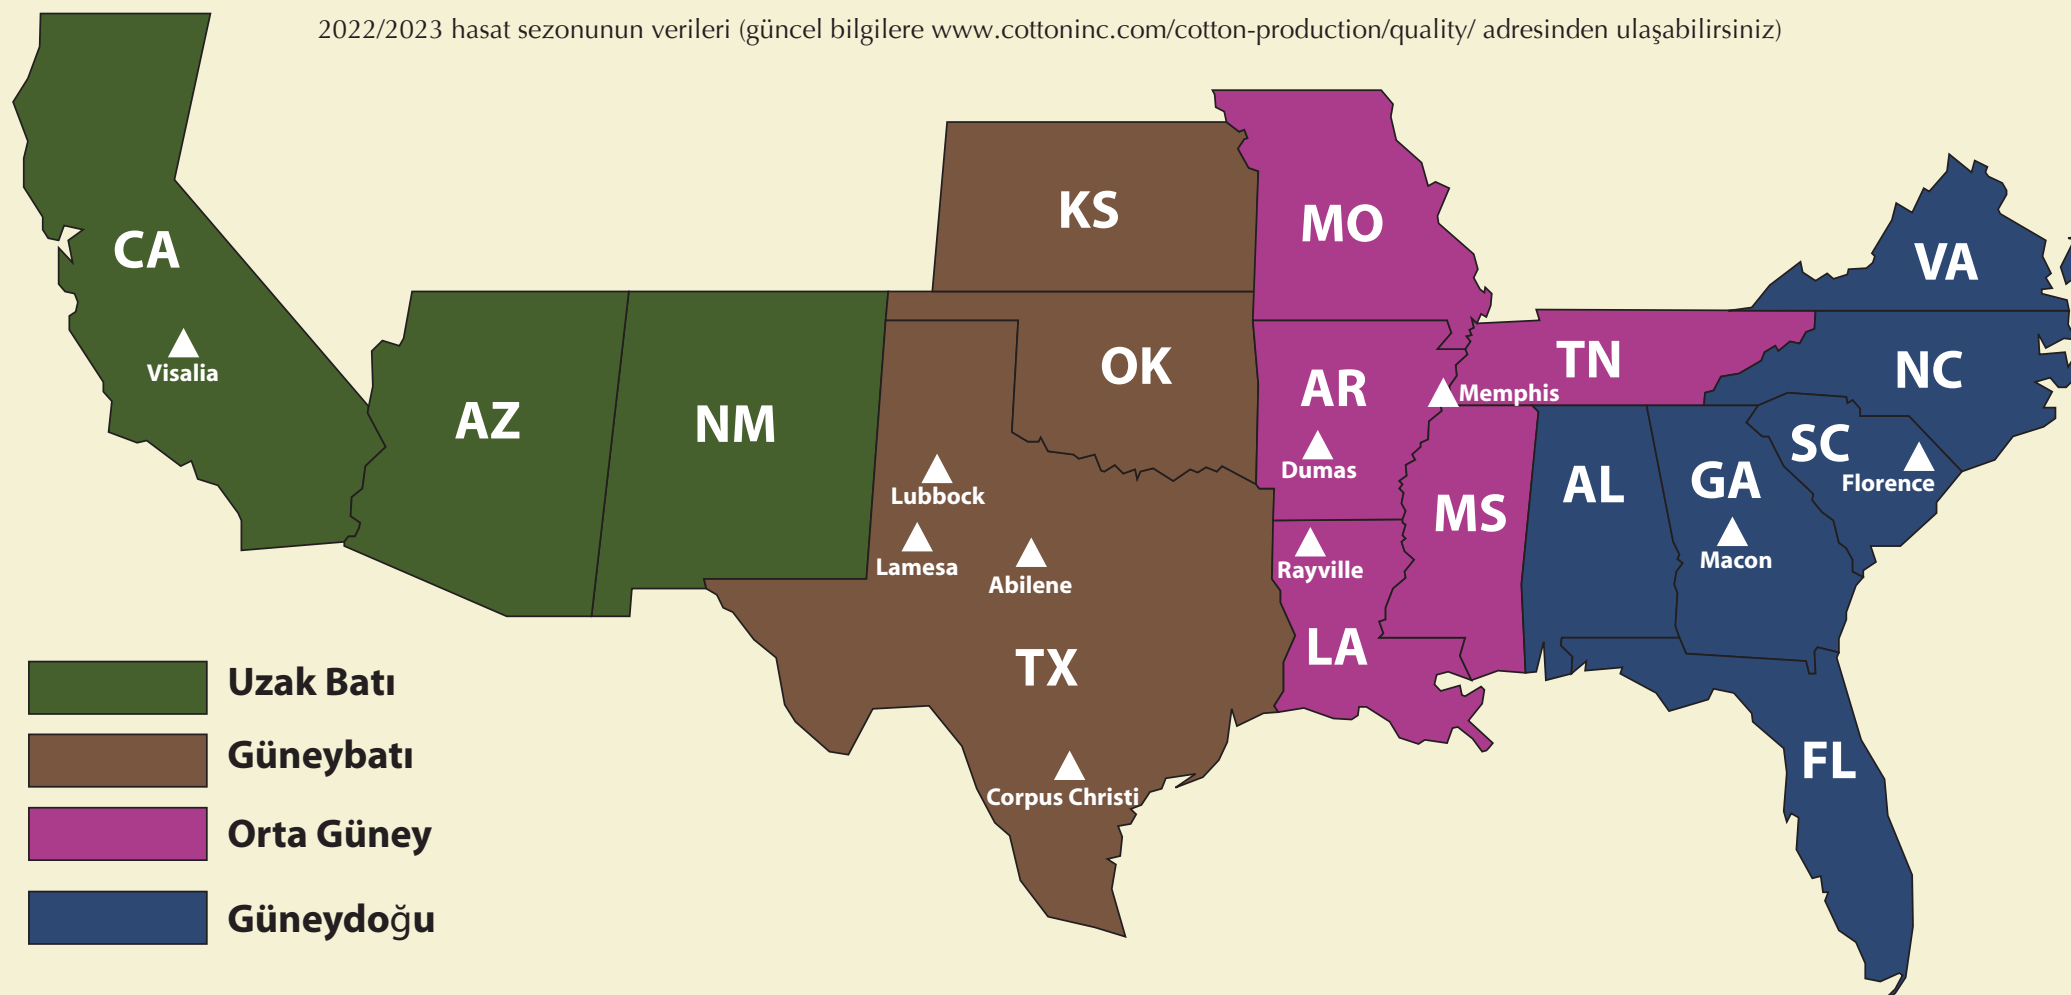 2022/2023 hasat sezonunun verileri (güncel bilgilere www.cottoninc.com/cotton-production/quality/ adresinden ulaşabilirsiniz)
CA
Visalia
AZ
NM
KS
OK
Lubbock
Lamesa
Abilene
TX
Corpus Christi
MO
AR
Dumas
Memphis
TN
Rayville
LA
MS
AL
GA
Macon
SC
Florence
NC
VA
FL
Uzak Batı
Güneybatı
Orta Güney
Güneydoğu